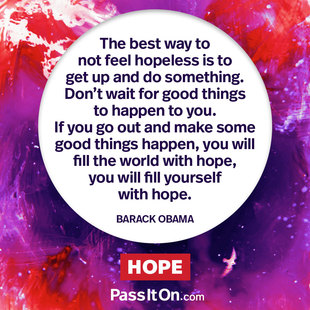 The best way to
not feel hopeless is to
get up and do something.
Don't wait for good things
to happen to you.
If you go out and make some
good things happen, you will
fill the world with hope,
you will fill yourself
with hope.
BARACK OBAMA
HOPE
PassItOn.com